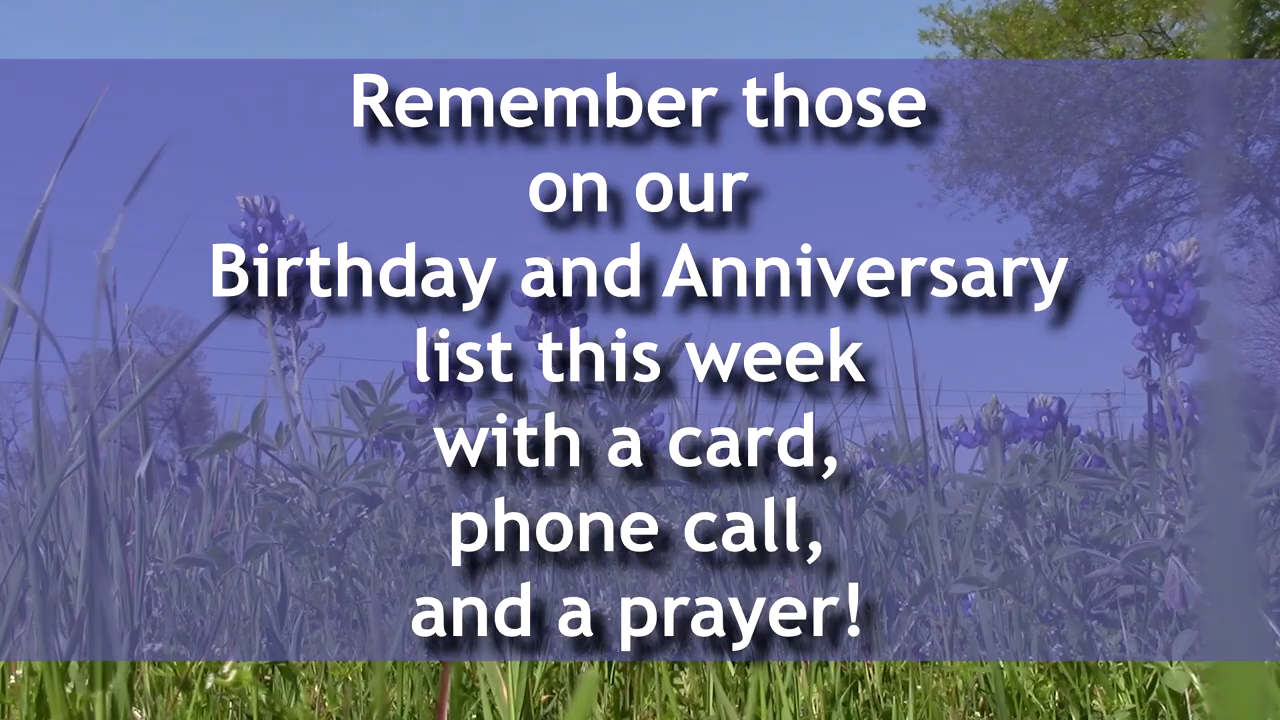 Remember those
on our
Birthday and Anniversary
list this week
with a card,
phone call,
and a prayer!